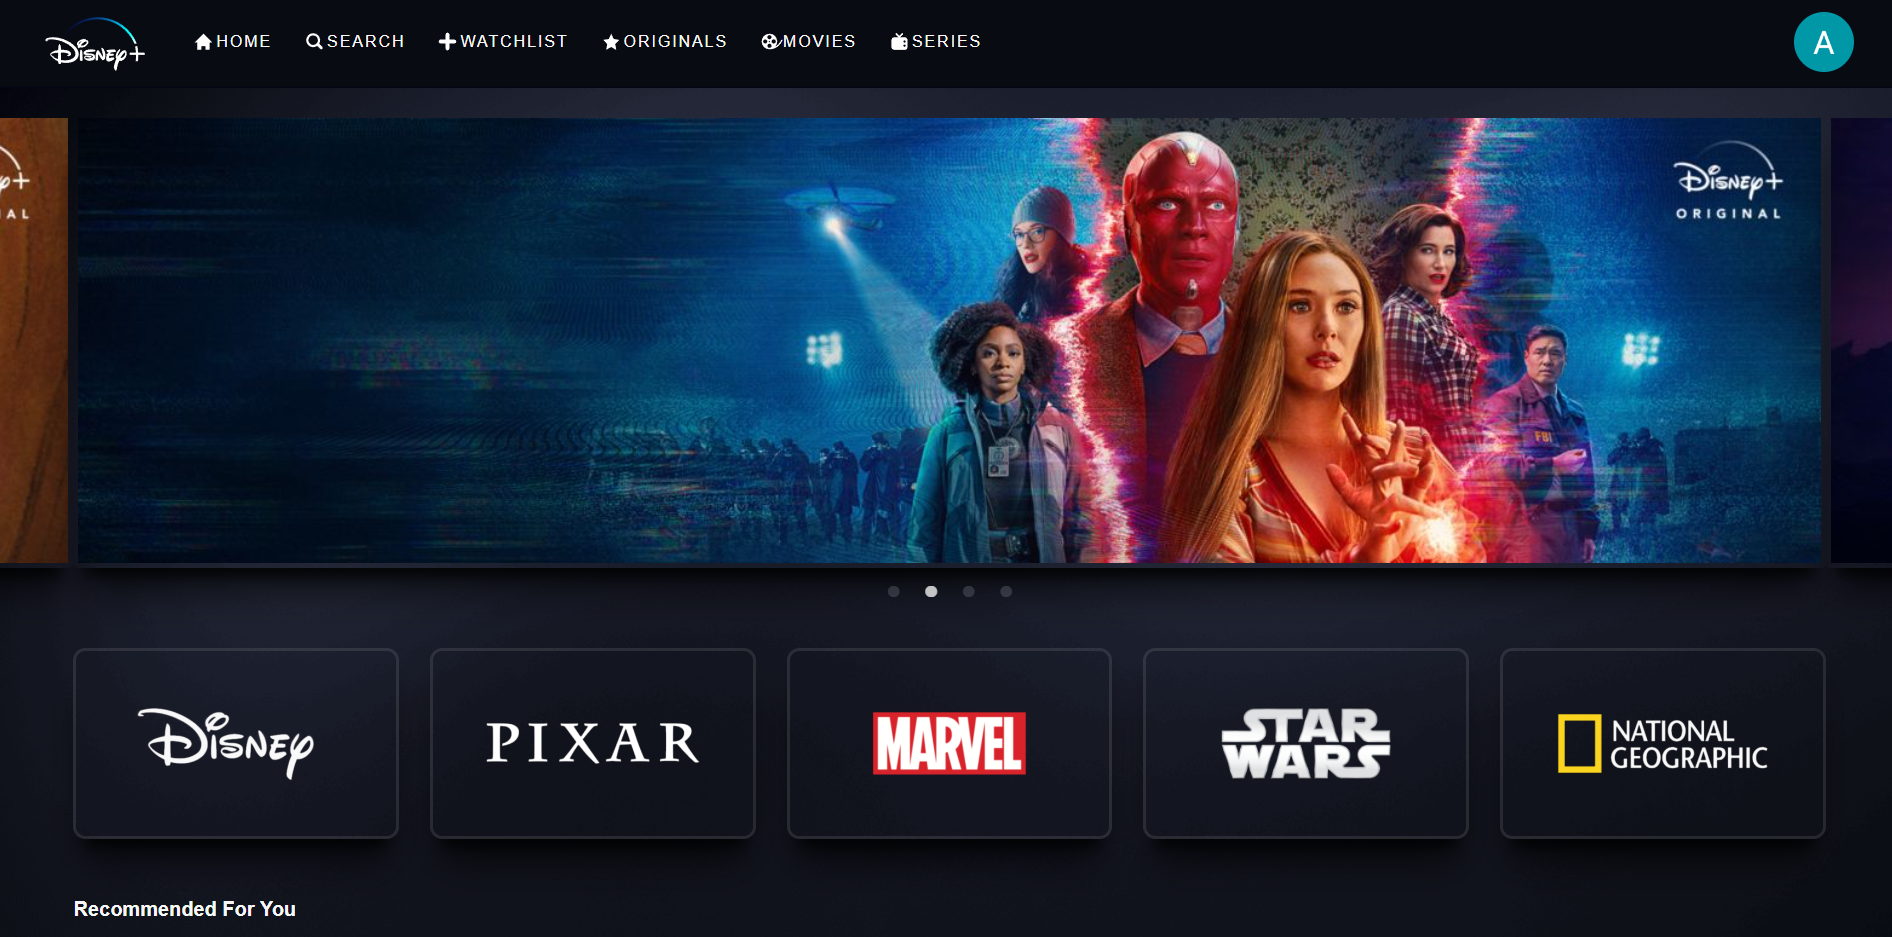 Disney+
HOME
SEARCH
WATCHLIST
ORIGINALS
MOVIES
SERIES
A
Disney+
ORIGINAL
FBI
Disney
PIXAR
MARVEL
STAR
WARS
NATIONAL
GEOGRAPHIC
Recommended For You